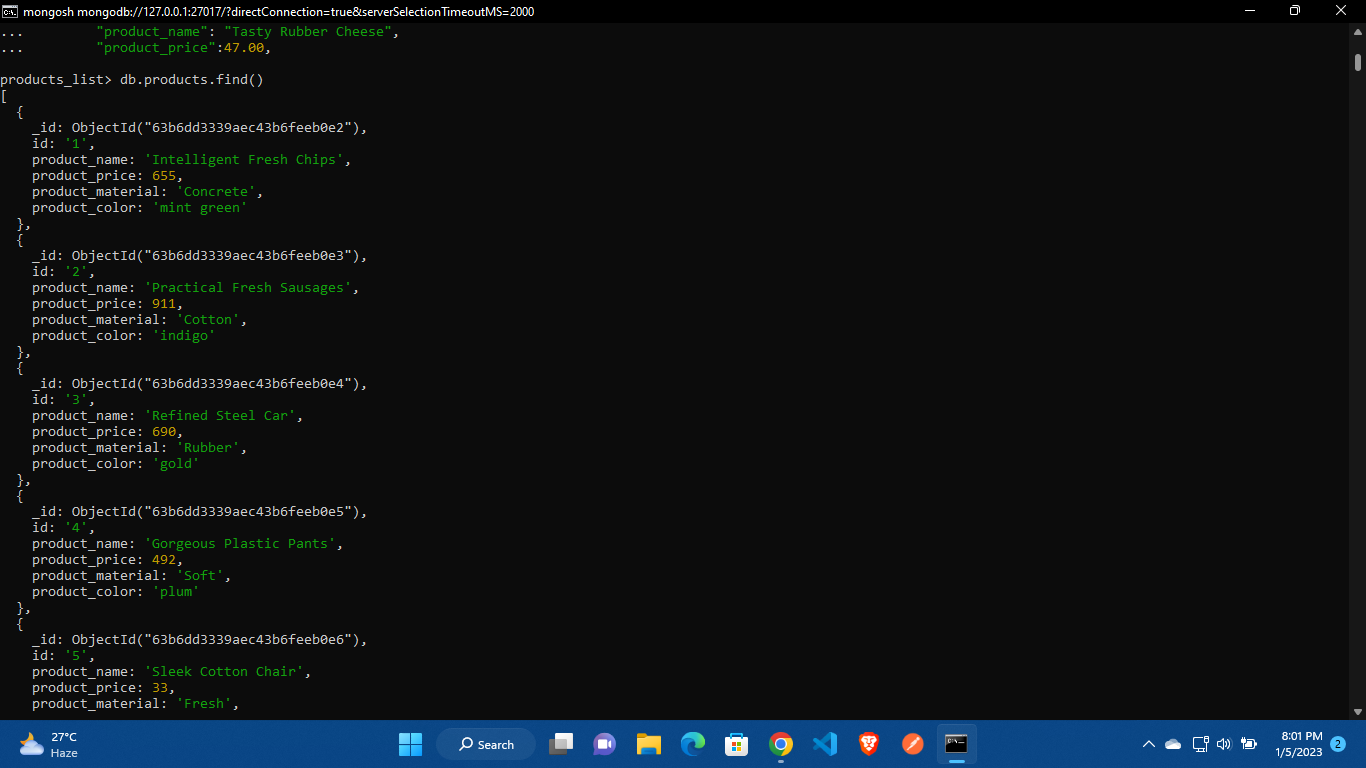 mongosh mongodb://127.0.0.1:27017/?directConnection=true&serverSelectionTimeoutMS=2000
...         "product_name": "Tasty Rubber Cheese",
...         "product_price":47.00,
products_list> db.products.find()
[
  {
    _id: ObjectId("63b6dd3339aec43b6feeb0e2"),
    id: '1',
    product_name: 'Intelligent Fresh Chips',
    product_price: 655,
    product_material: 'Concrete',
    product_color: 'mint green'
  },
  {
    _id: ObjectId("63b6dd3339aec43b6feeb0e3"),
    id: '2',
    product_name: 'Practical Fresh Sausages',
    product_price: 911,
    product_material: 'Cotton',
    product_color: 'indigo'
  },
  {
    _id: ObjectId("63b6dd3339aec43b6feeb0e4"),
    id: '3',
    product_name: 'Refined Steel Car',
    product_price: 690,
    product_material: 'Rubber',
    product_color: 'gold'
  },
  {
    _id: ObjectId("63b6dd3339aec43b6feeb0e5"),
    id: '4',
    product_name: 'Gorgeous Plastic Pants',
    product_price: 492,
    product_material: 'Soft',
    product_color: 'plum'
  },
  {
    _id: ObjectId("63b6dd3339aec43b6feeb0e6"),
    id: '5',
    product_name: 'Sleek Cotton Chair',
    product_price: 33,
    product_material: 'Fresh',
27°C
Haze
Search
8:01 PM
1/5/2023
2